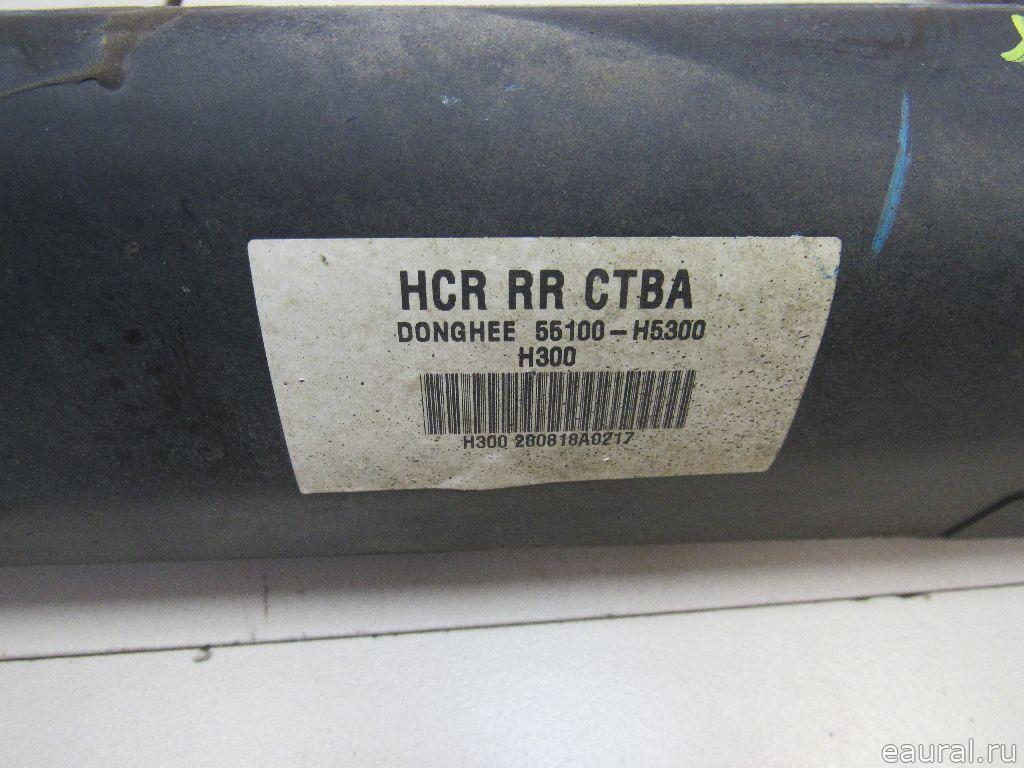 HCR RR CTBA
DONGHEE 55100-H5300
H300
H300 280818A0217
eaural.ru